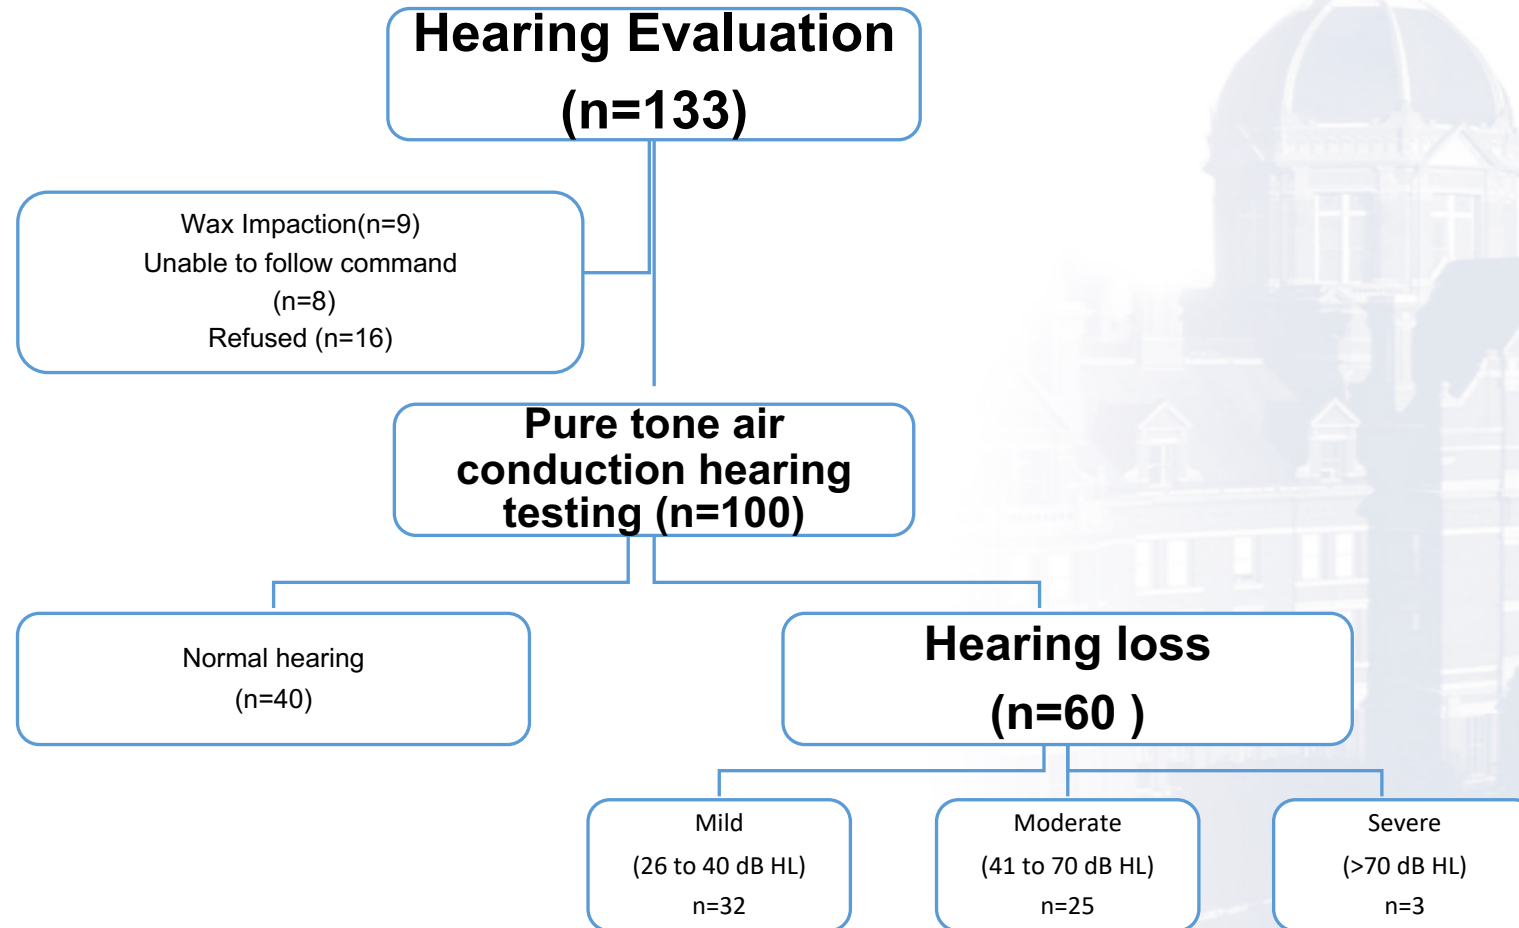 Hearing Evaluation
(n=133)
Wax Impaction(n=9)
Unable to follow command
(n=8)
Refused (n=16)
Pure tone air
conduction hearing
testing (n=100)
Normal hearing
(n=40)
Hearing loss
(n=60 )
Mild
(26 to 40 dB HL)
n=32
Moderate
(41 to 70 dB HL)
n=25
Severe
(>70 dB HL)
n=3